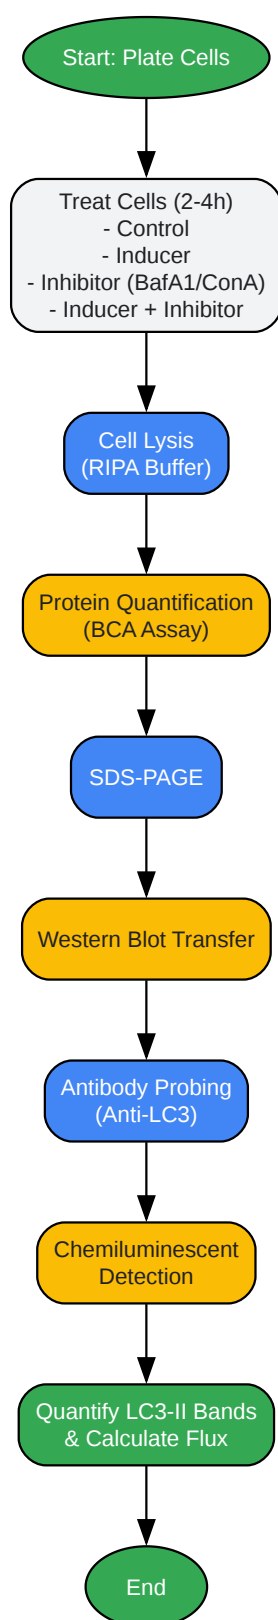 Start: Plate Cells
Treat Cells (2-4h)
- Control
- Inducer
- Inhibitor (BafA1/ConA)
- Inducer + Inhibitor
Cell Lysis
(RIPA Buffer)
Protein Quantification
(BCA Assay)
SDS-PAGE
Western Blot Transfer
Antibody Probing
(Anti-LC3)
Chemiluminescent
Detection
Quantify LC3-II Bands
& Calculate Flux
End